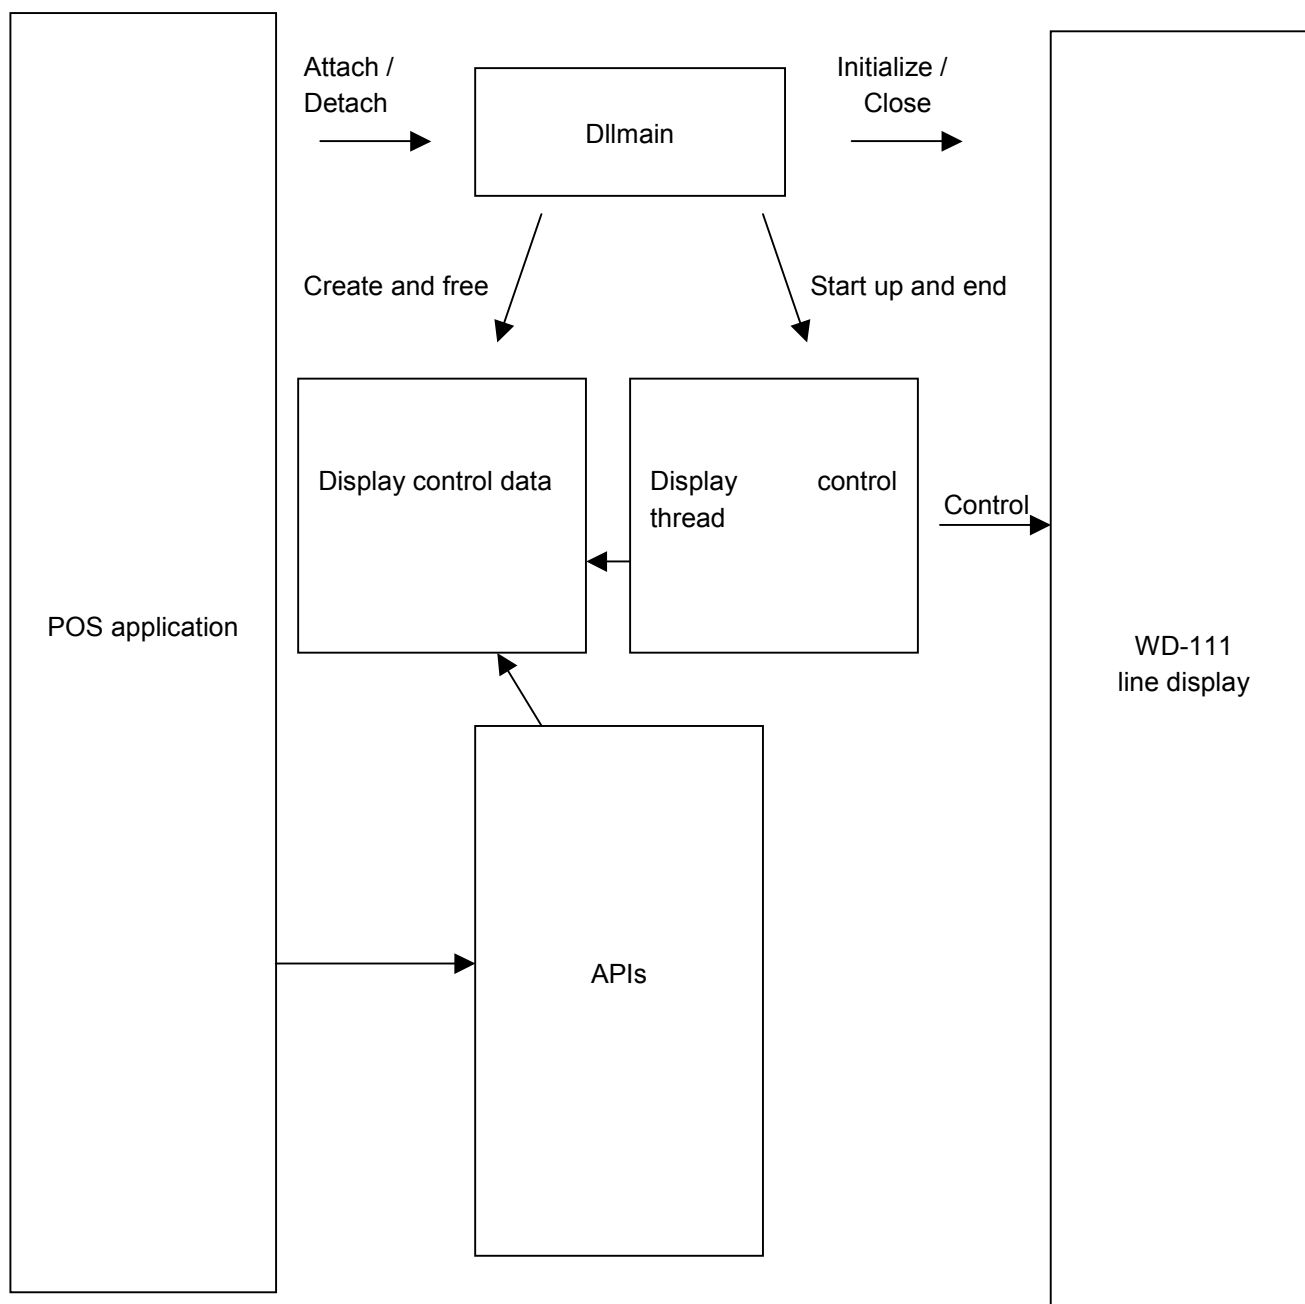 Attach /
Detach
Initialize /
Close
Dllmain
Create and free
Start up and end
Display control data
Display control
thread
Control
POS application
WD-111
line display
APIs